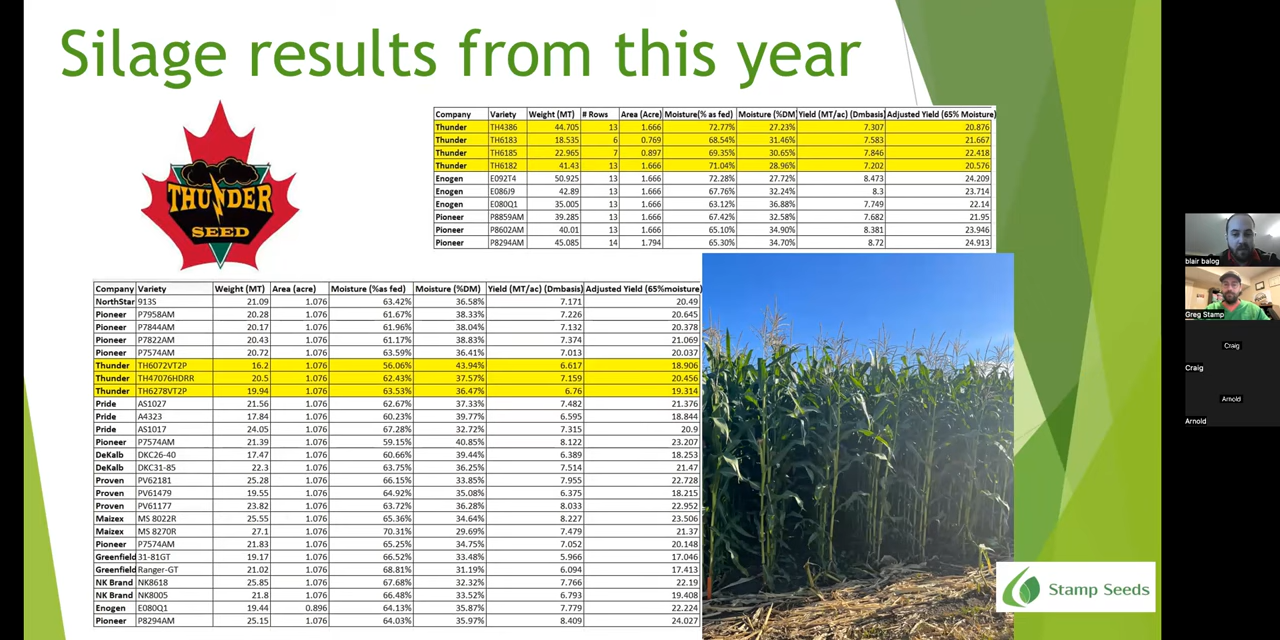 Silage results from this year
THUNDER
SEED
Company Variety Weight (MT) # Rows Area (Acre) Moisture(% as fed) Moisture (%DM) Yield (MT/ac) (Dmbasis) Adjusted Yield (65% Moisture)
Thunder TH4386 44.705 13 1.666 72.77% 27.23% 7.307 20.876
Thunder TH6183 18.535 6 0.769 68.54% 31.46% 7.583 21.667
Thunder TH6185 22.965 7 0.897 69.35% 30.65% 7.846 22.418
Thunder TH6182 41.43 13 1.666 71.04% 28.96% 7.202 20.576
Enogen E092T4 50.925 13 1.666 72.28% 27.72% 8.473 24.209
Enogen E086J9 42.89 13 1.666 67.76% 32.24% 8.3 23.714
Enogen E080Q1 35.005 13 1.666 63.12% 36.88% 7.749 22.14
Pioneer P8859AM 39.285 13 1.666 67.42% 32.58% 7.682 21.95
Pioneer P8602AM 40.01 13 1.666 65.10% 34.90% 8.381 23.946
Pioneer P8294AM 45.085 14 1.794 65.30% 34.70% 8.72 24.913
Company Variety Weight (MT) Area (acre) Moisture (%as fed) Moisture (%DM) Yield (MT/ac) (Dmbasis) Adjusted Yield (65%moisture)
NorthStar 913S 21.09 1.076 63.42% 36.58% 7.171 20.49
Pioneer P7958AM 20.28 1.076 61.67% 38.33% 7.226 20.645
Pioneer P7844AM 20.17 1.076 61.96% 38.04% 7.132 20.378
Pioneer P7822AM 20.43 1.076 61.17% 38.83% 7.374 21.069
Pioneer P7574AM 20.72 1.076 63.59% 36.41% 7.013 20.037
Thunder TH6072VT2P 16.2 1.076 56.06% 43.94% 6.617 18.906
Thunder TH47076HDRR 20.5 1.076 62.43% 37.57% 7.159 20.456
Thunder TH6278VT2P 19.94 1.076 63.53% 36.47% 6.76 19.314
Pride AS1027 21.56 1.076 62.67% 37.33% 7.482 21.376
Pride A4323 17.84 1.076 60.23% 39.77% 6.595 18.844
Pride AS1017 24.05 1.076 67.28% 32.72% 7.315 20.9
Pioneer P7574AM 21.39 1.076 59.15% 40.85% 8.122 23.207
DeKalb DKC26-40 17.47 1.076 60.66% 39.44% 6.389 18.253
DeKalb DKC31-85 22.3 1.076 63.75% 36.25% 7.514 21.47
Proven PV62181 25.28 1.076 66.15% 33.85% 7.955 22.728
Proven PV61479 19.55 1.076 64.92% 35.08% 6.375 18.215
Proven PV61177 23.82 1.076 63.72% 36.28% 8.033 22.952
Maizex MS 8022R 25.55 1.076 65.36% 34.64% 8.227 23.506
Maizex MS 8270R 27.1 1.076 70.31% 29.69% 7.479 21.37
Pioneer P7574AM 21.83 1.076 65.25% 34.75% 7.052 20.148
Greenfield 31-81GT 19.17 1.076 66.52% 33.48% 5.966 17.046
Greenfield Ranger-GT 21.02 1.076 68.81% 31.19% 6.094 17.413
NK Brand NK8618 25.85 1.076 67.68% 32.32% 7.766 22.19
NK Brand NK8005 21.8 1.076 66.48% 33.52% 6.793 19.408
Enogen E080Q1 19.44 0.896 64.13% 35.87% 7.779 22.224
Pioneer P8294AM 25.15 1.076 64.03% 35.97% 8.409 24.027
Stamp Seeds
blair balog
Greg Stamp
Craig
Craig
Arnold
Arnold